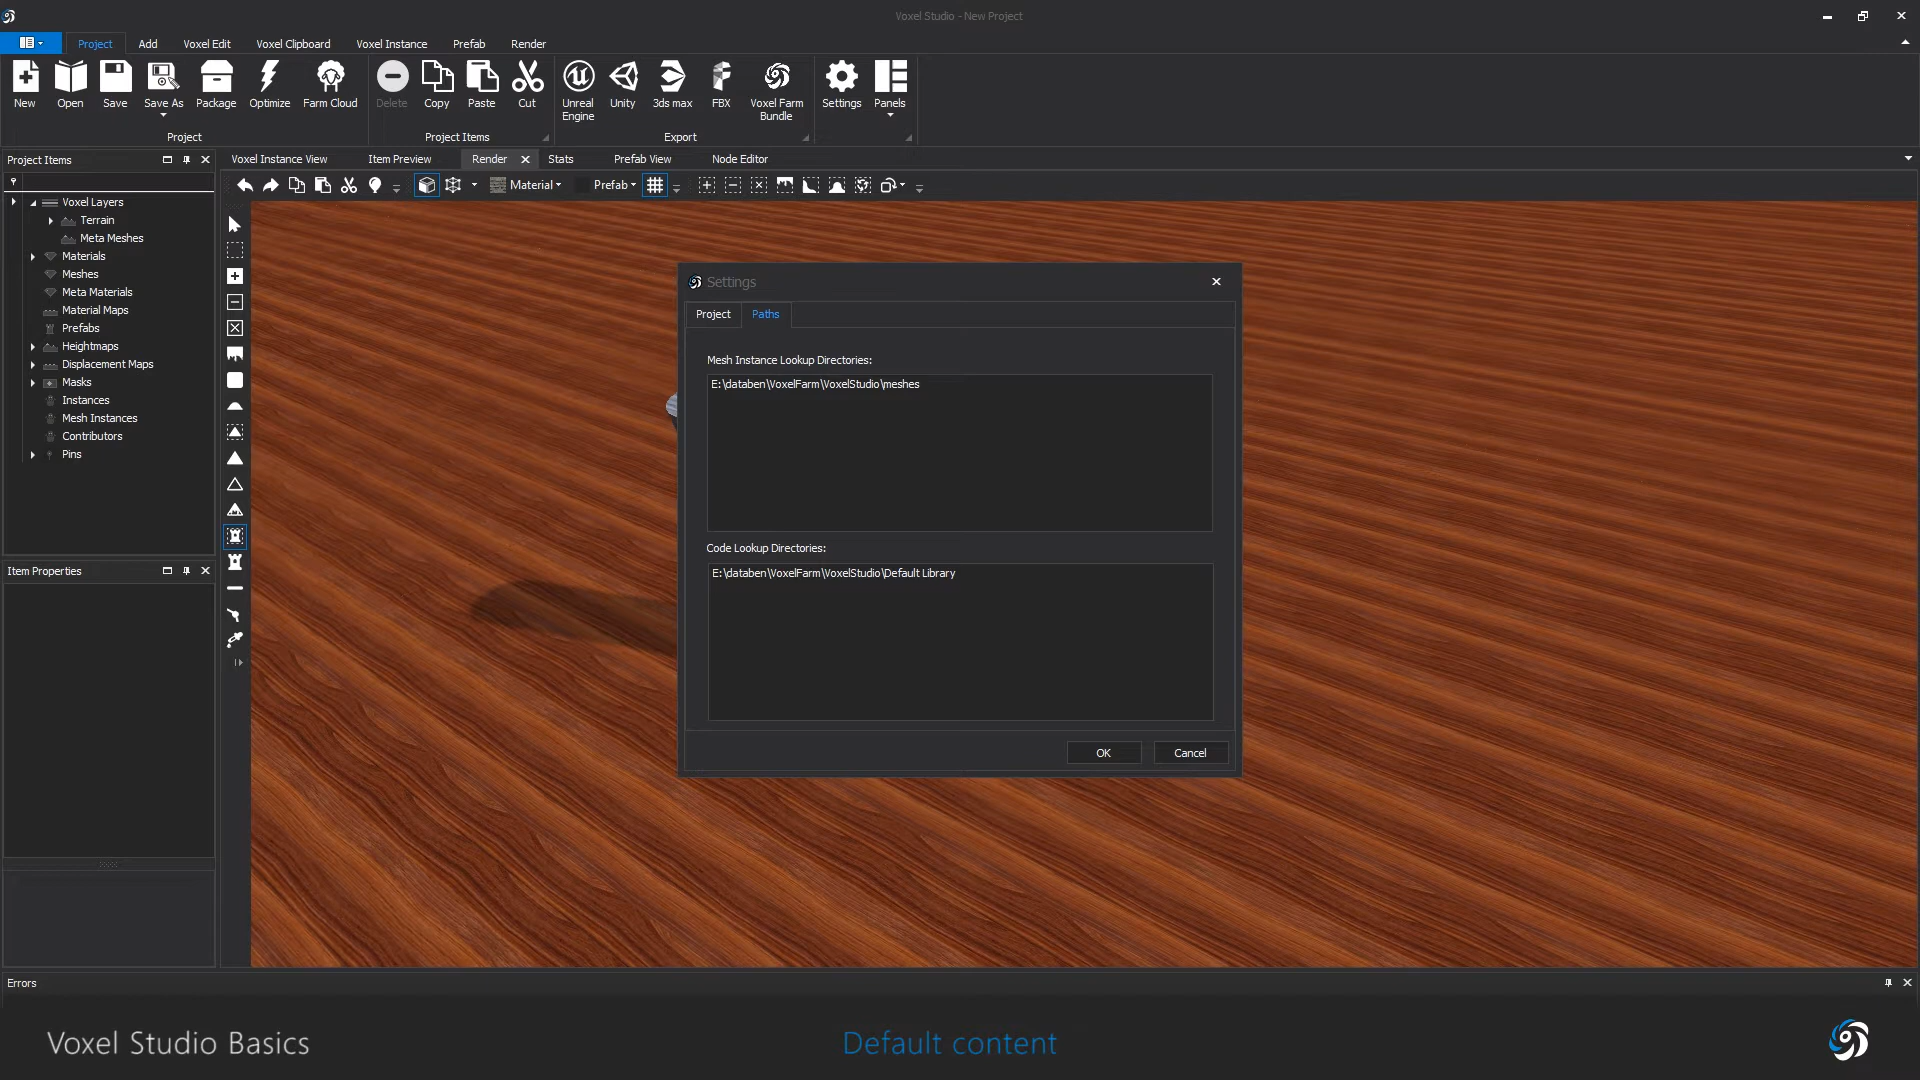 Voxel Studio - New Project
Project Add Voxel Edit Voxel Clipboard Voxel Instance Prefab Render
New Open Save Save As Package Optimize Farm Cloud Delete Copy Paste Cut Unreal Engine Unity 3ds max FBX Voxel Farm Bundle Settings Panels
Project Project Items Export
Project Items
Voxel Instance View Item Preview Render Stats Prefab View Node Editor
Material Prefab
Voxel Layers
Terrain
Meta Meshes
Materials
Meshes
Meta Materials
Material Maps
Prefabs
Heightmaps
Displacement Maps
Masks
Instances
Mesh Instances
Contributors
Pins
Item Properties
Settings
Project Paths
Mesh Instance Lookup Directories:
E:\databen\VoxelFarm\VoxelStudio\meshes
Code Lookup Directories:
E:\databen\VoxelFarm\VoxelStudio\Default Library
OK Cancel
Errors
Voxel Studio Basics
Default content